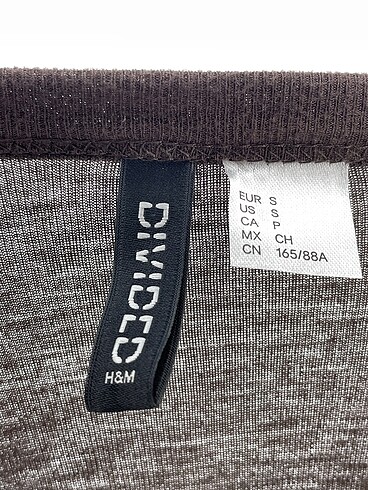 DIVIDED
H&M
EUR S
US S
CA P
MX CH
CN 165/88A